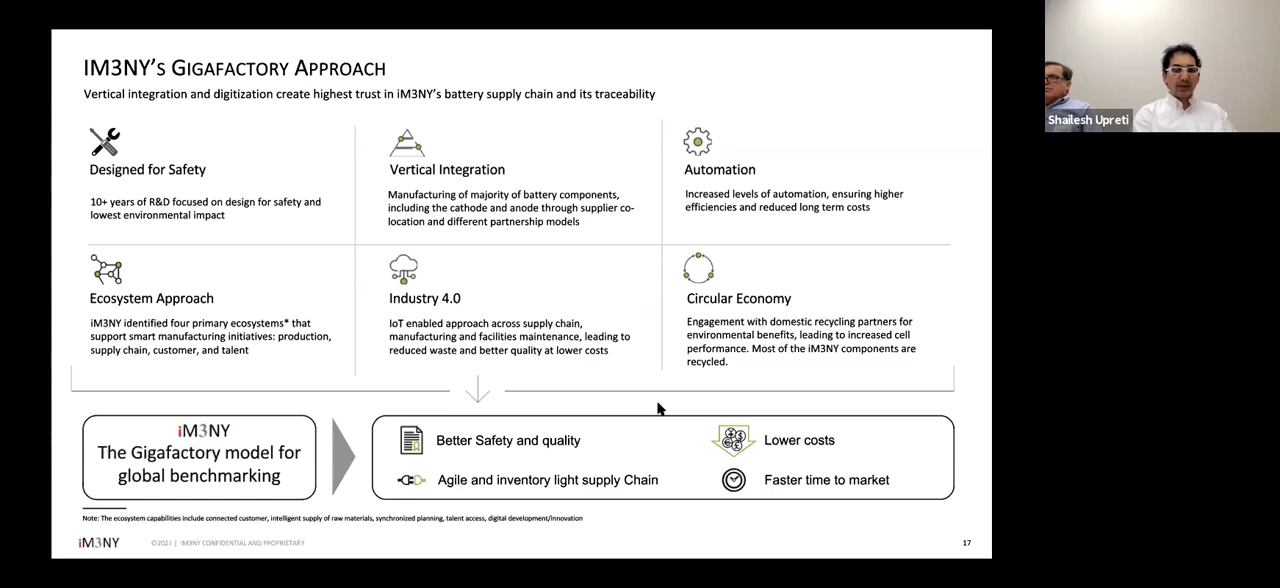 IM3NY'S GIGAFACTORY APPROACH
Vertical integration and digitization create highest trust in iM3NY's battery supply chain and its traceability
Designed for Safety
10+ years of R&D focused on design for safety and
lowest environmental impact
Vertical Integration
Manufacturing of majority of battery components,
including the cathode and anode through supplier co-
location and different partnership models
Automation
Increased levels of automation, ensuring higher
efficiencies and reduced long term costs
Ecosystem Approach
iM3NY identified four primary ecosystems* that
support smart manufacturing initiatives: production,
supply chain, customer, and talent
Industry 4.0
IoT enabled approach across supply chain,
manufacturing and facilities maintenance, leading to
reduced waste and better quality at lower costs
Circular Economy
Engagement with domestic recycling partners for
environmental benefits, leading to increased cell
performance. Most of the iM3NY components are
recycled.
iM3NY
The Gigafactory model for
global benchmarking
Better Safety and quality
Lower costs
Agile and inventory light supply Chain
Faster time to market
Note: The ecosystem capabilities include connected customer, intelligent supply of raw materials, synchronized planning, talent access, digital development/innovation
iM3NY
©2021 | IM3NY CONFIDENTIAL AND PROPRIETARY
17
Shailesh Upreti